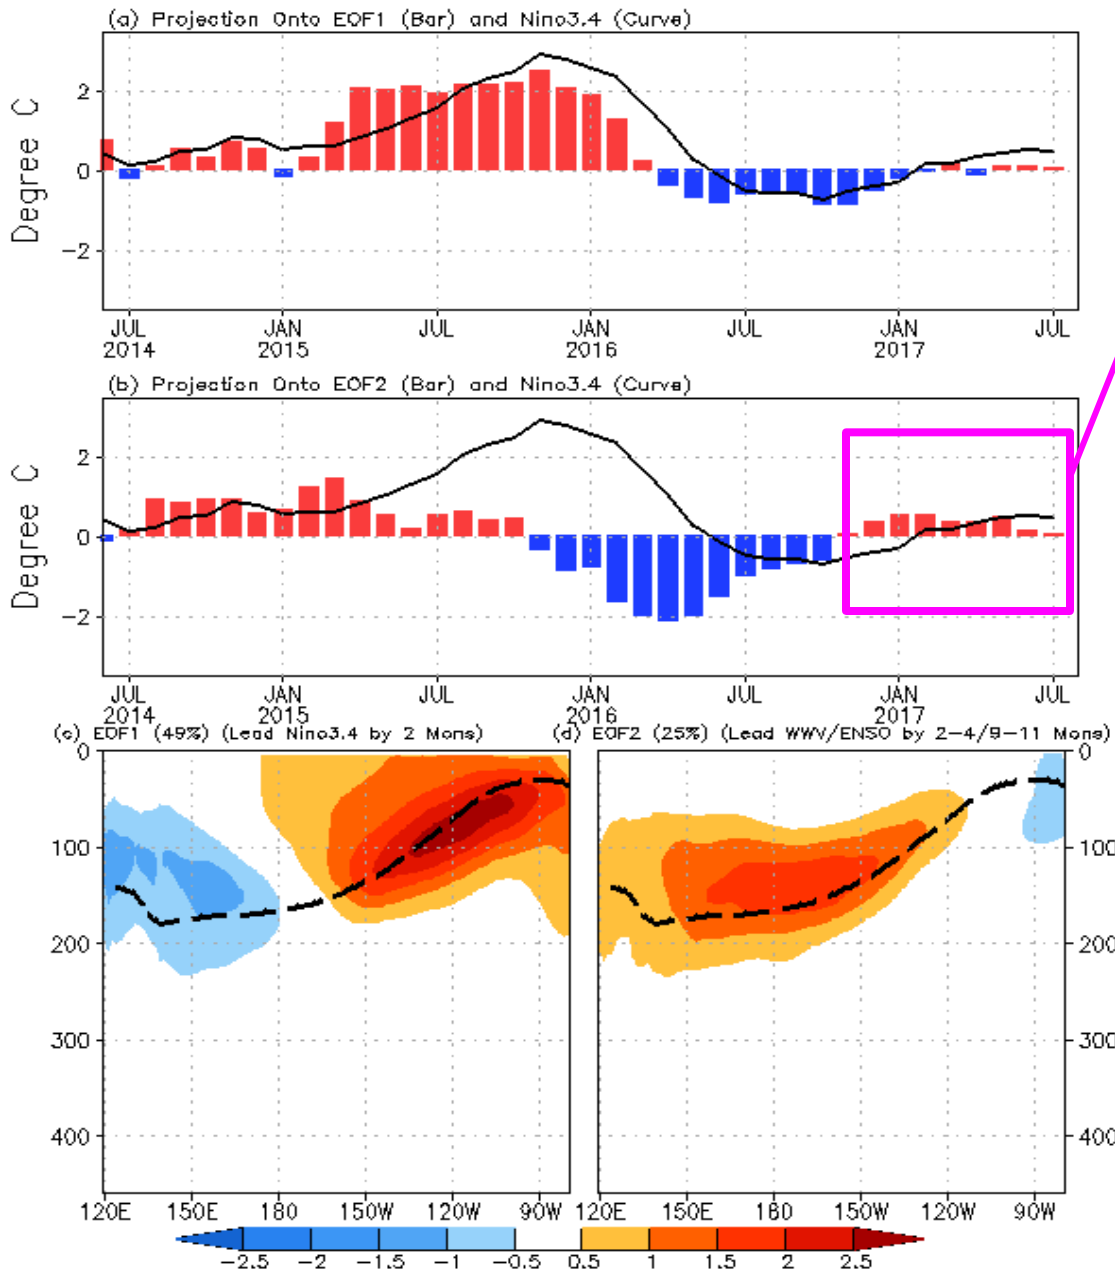 (a) Projection Onto EOF1 (Bar) and Nino3.4 (Curve)
Degree C
2
0
-2
JUL JAN JUL JAN JUL JAN JUL
2014 2015 2016 2017
(b) Projection Onto EOF2 (Bar) and Nino3.4 (Curve)
Degree C
2
0
-2
JUL JAN JUL JAN JUL JAN JUL
2014 2015 2016 2017
(c) EOF1 (49%) (Lead Nino3.4 by 2 Mons)
0
100
200
300
400
120E 150E 180 150W 120W 90W
(d) EOF2 (25%) (Lead WWV/ENSO by 2-4/9-11 Mons)
0
100
200
300
400
120E 150E 180 150W 120W 90W
-2.5 -2 -1.5 -1 -0.5 0.5 1 1.5 2 2.5